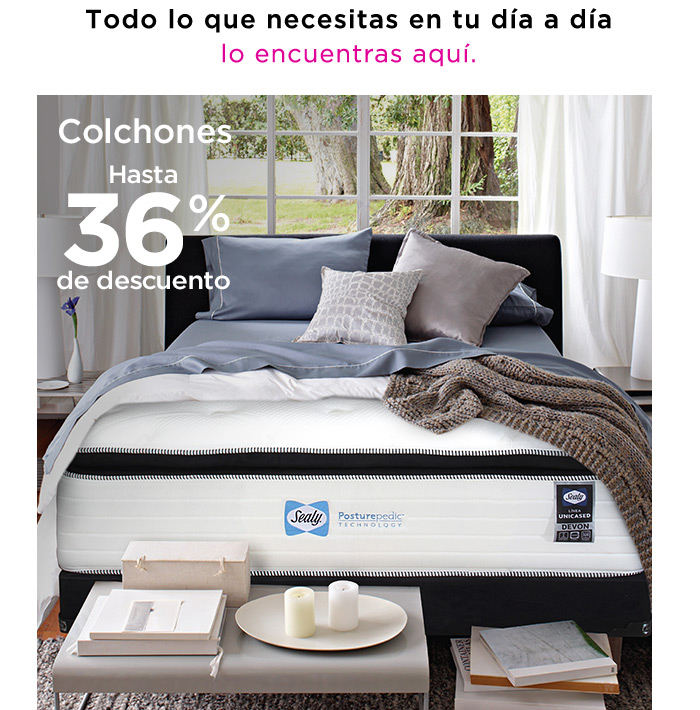 Todo lo que necesitas en tu día a día
lo encuentras aquí.
Colchones
Hasta
36%
de descuento
Sealy
Posturepedic
TECHNOLOGY
Sealy
LÍNEA
UNICASED
DEVON